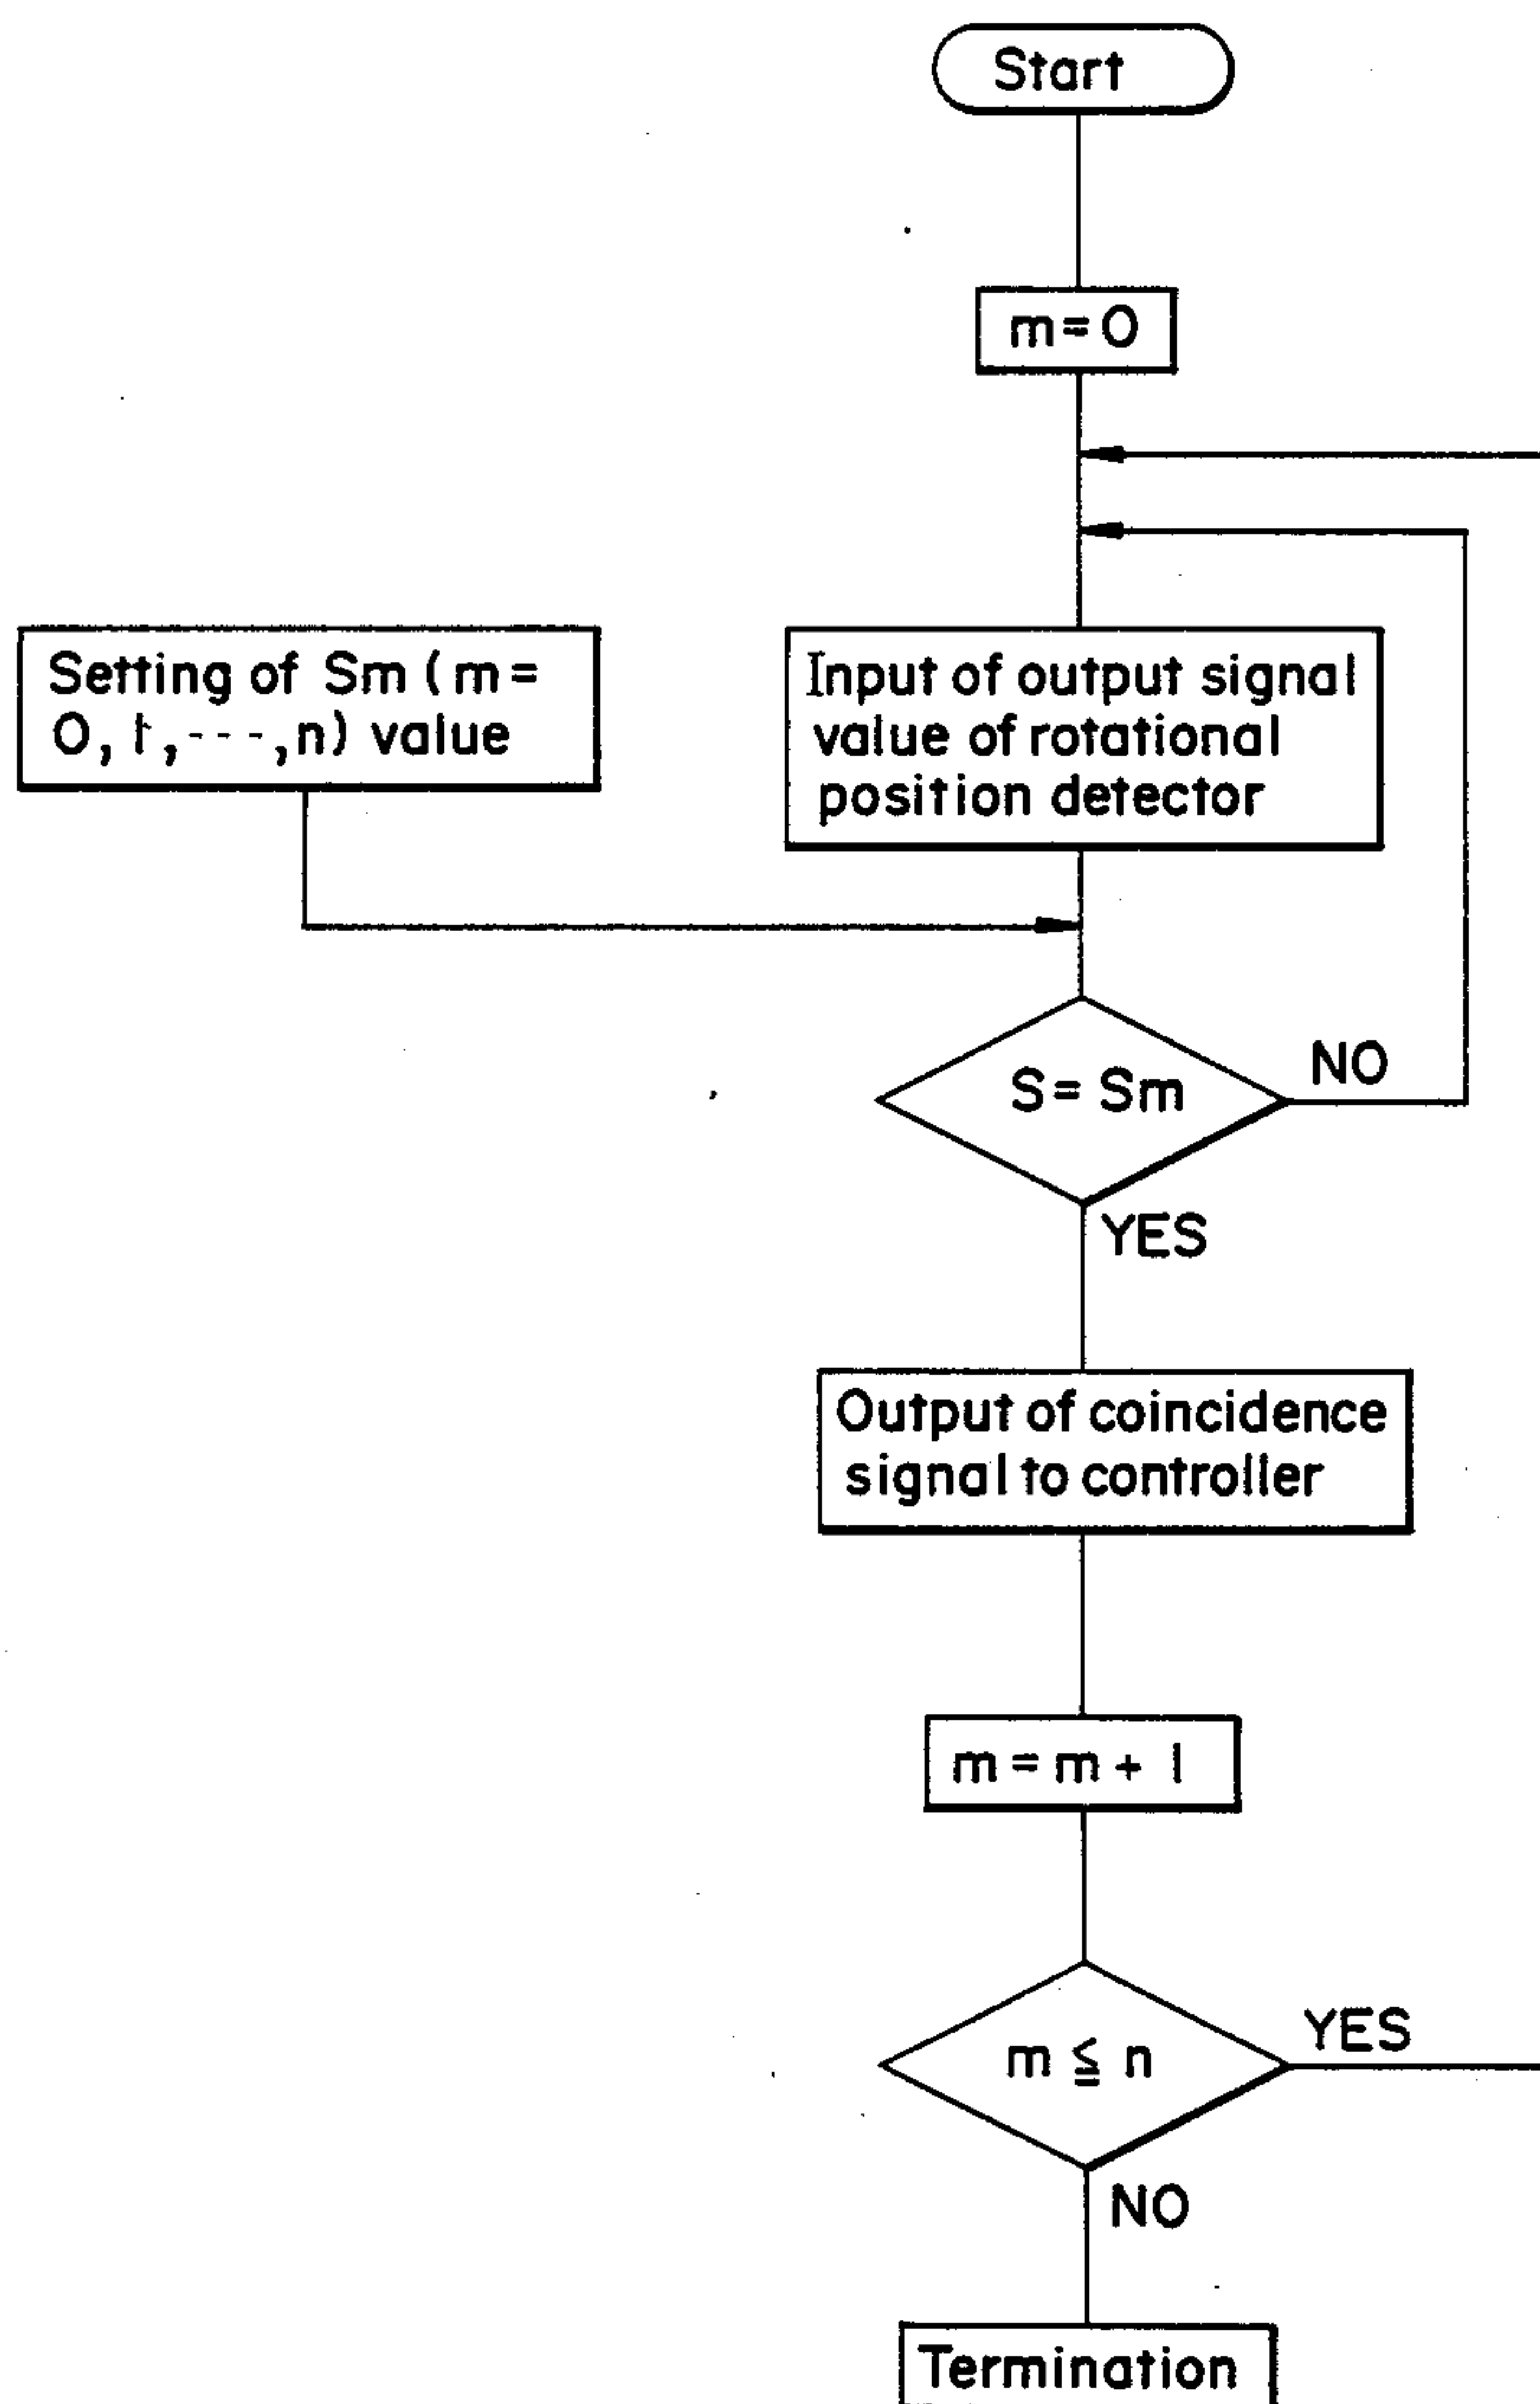 Start
m=0
Setting of Sm (m=
0, 1, ---, n) value
Input of output signal
value of rotational
position detector
S= Sm
NO
YES
Output of coincidence
signal to controller
m = m + 1
m ≦ n
YES
NO
Termination